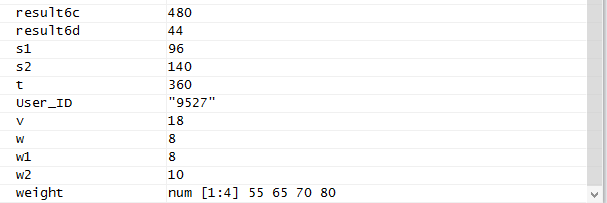 result6c 480
result6d 44
s1 96
s2 140
t 360
User_ID "9527"
v 18
w 8
w1 8
w2 10
weight num [1:4] 55 65 70 80